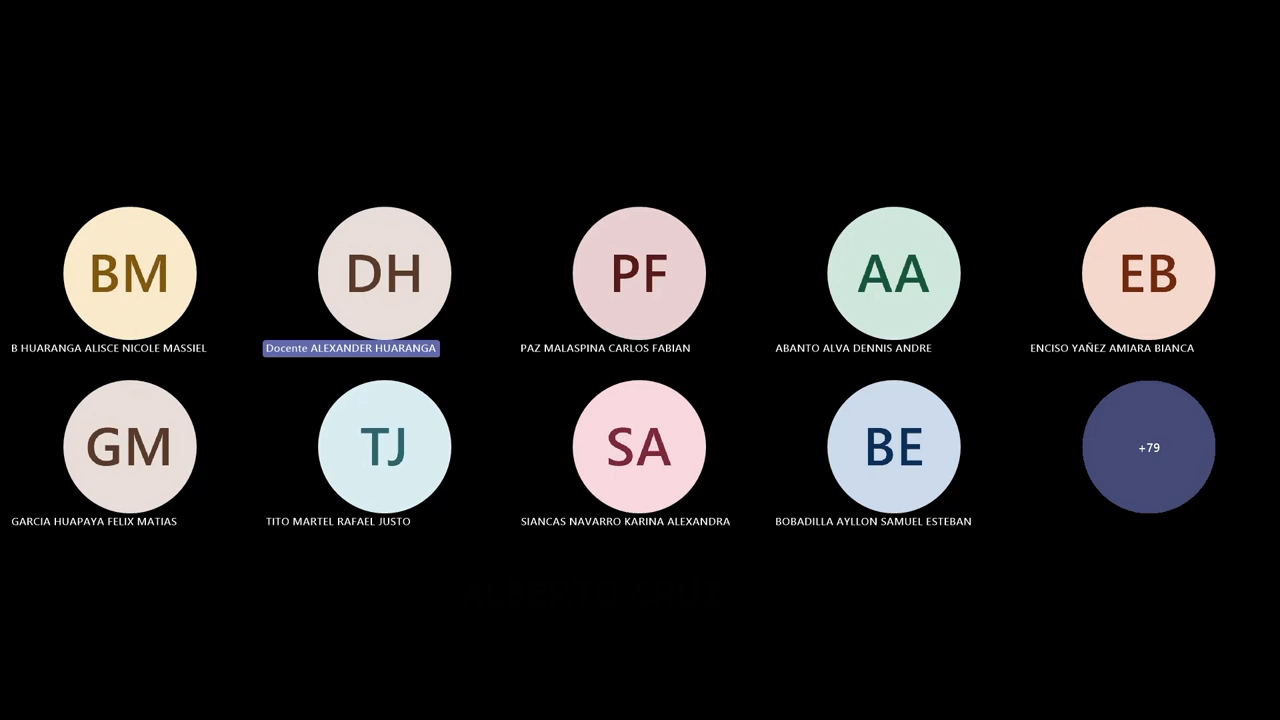 BM
DH
PF
AA
EB
B HUARANGA ALISCE NICOLE MASSIEL
Docente ALEXANDER HUARANGA
PAZ MALASPINA CARLOS FABIAN
ABANTO ALVA DENNIS ANDRE
ENCISO YAÑEZ AMIARA BIANCA
GM
TJ
SA
BE
+79
GARCIA HUAPAYA FELIX MATIAS
TITO MARTEL RAFAEL JUSTO
SIANCAS NAVARRO KARINA ALEXANDRA
BOBADILLA AYLLON SAMUEL ESTEBAN